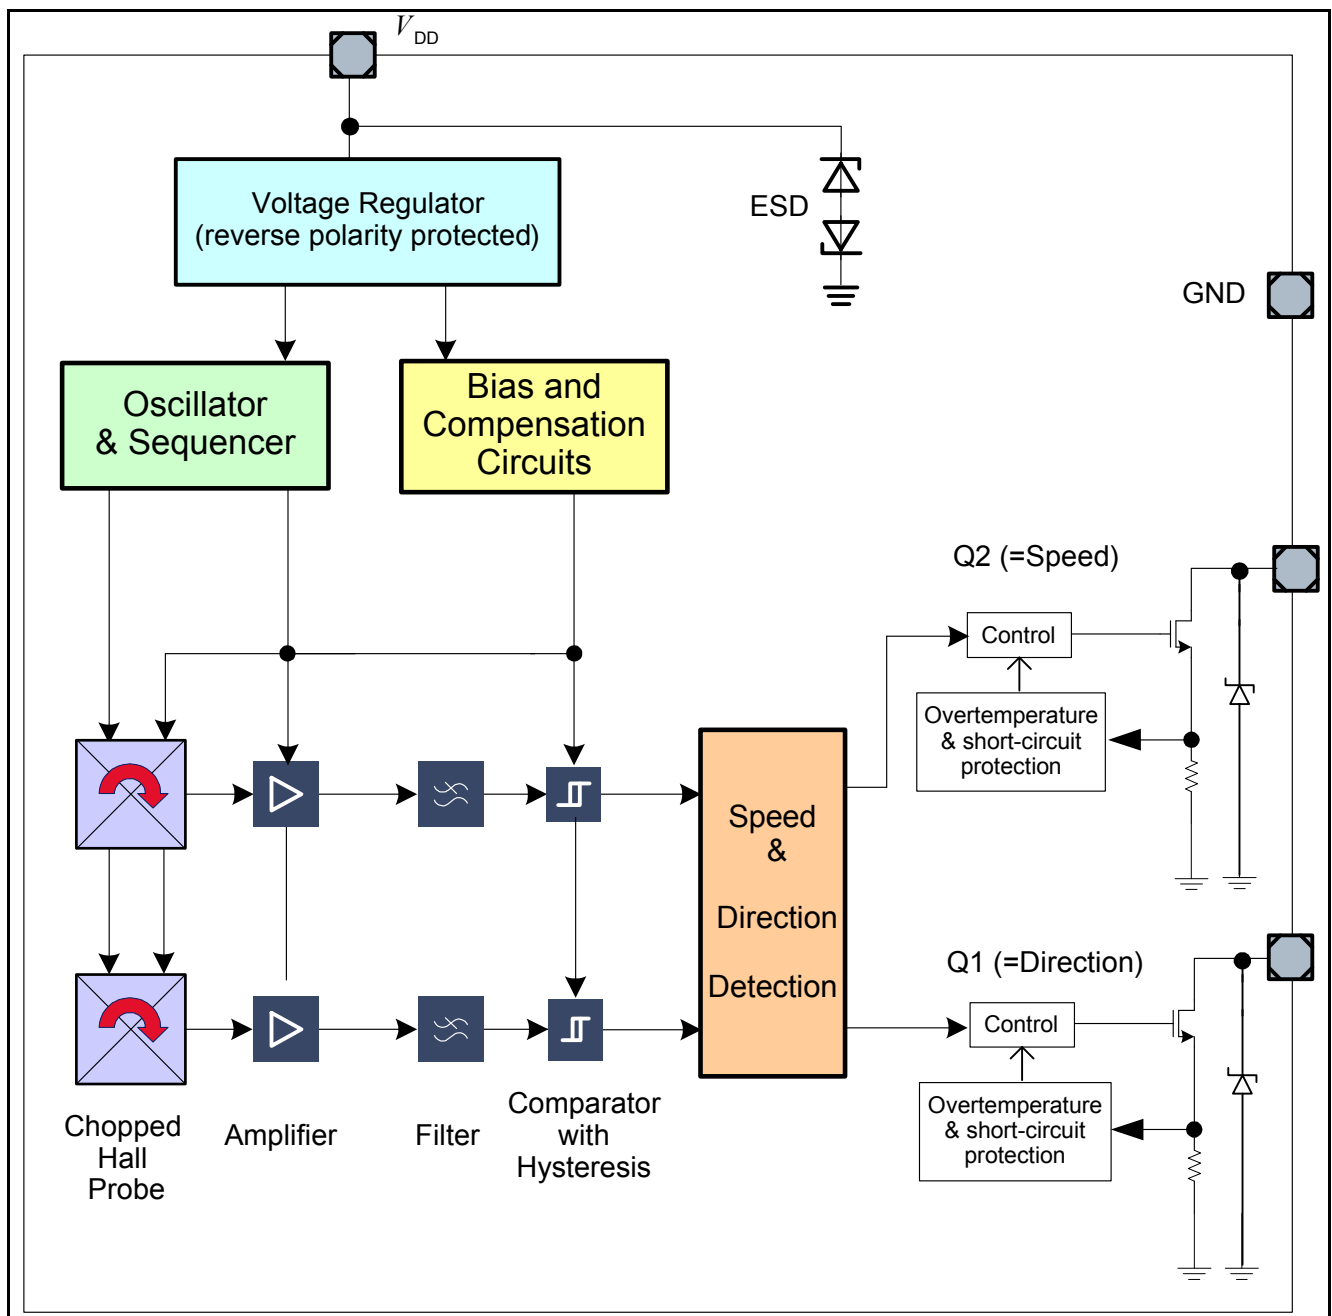 V DD
Voltage Regulator
(reverse polarity protected)
ESD
GND
Oscillator
& Sequencer
Bias and
Compensation
Circuits
Q2 (=Speed)
Control
Overtemperature
& short-circuit
protection
Speed
&
Direction
Detection
Q1 (=Direction)
Control
Overtemperature
& short-circuit
protection
Chopped
Hall
Probe
Amplifier
Filter
Comparator
with
Hysteresis